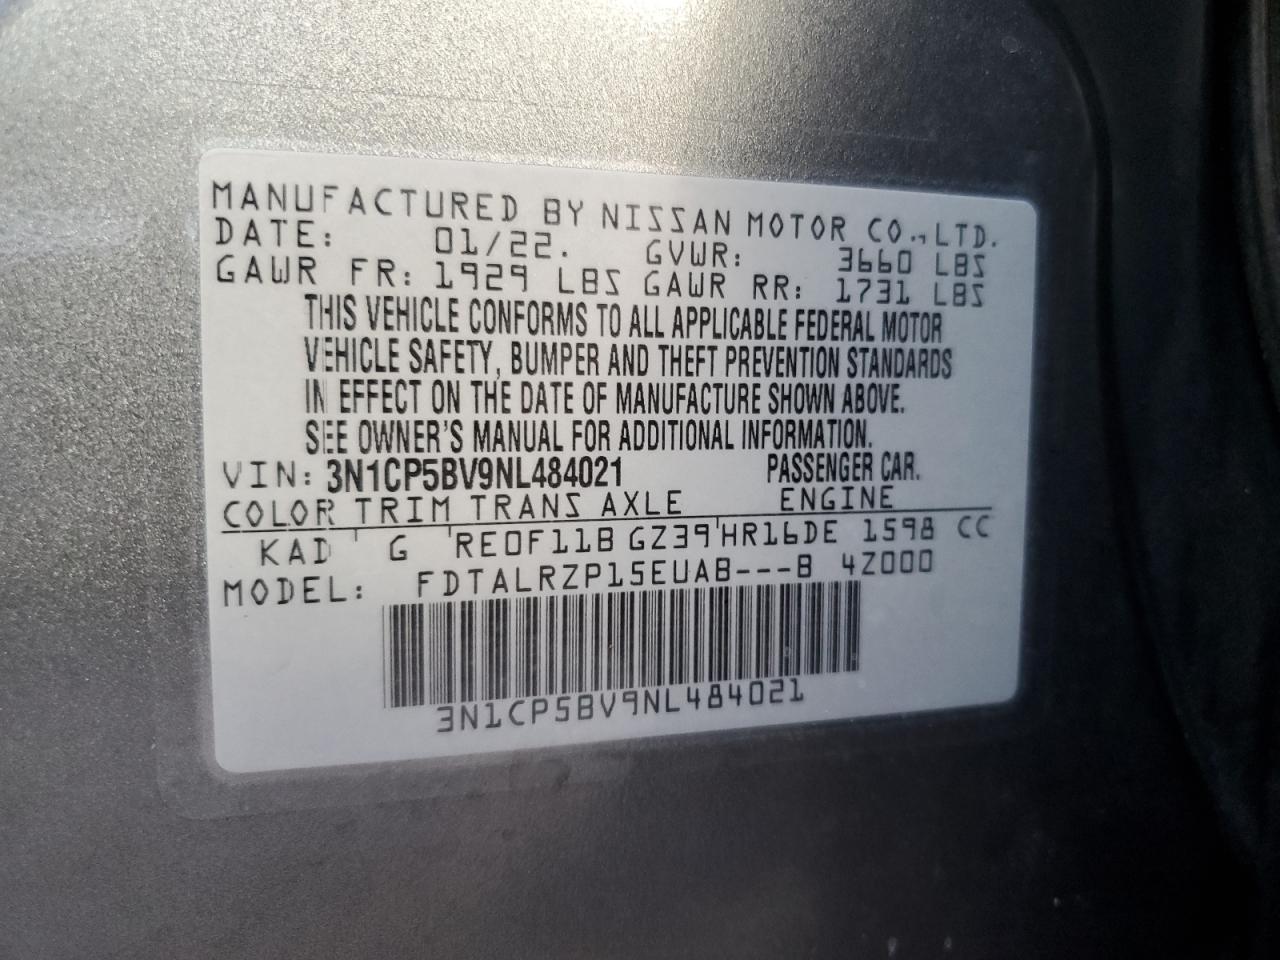 MANUFACTURED BY NISSAN MOTOR CO.,LTD.
DATE: 01/22. GVWR: 3660 LBS
GAWR FR: 1929 LBS GAWR RR: 1731 LBS
THIS VEHICLE CONFORMS TO ALL APPLICABLE FEDERAL MOTOR
VEHICLE SAFETY, BUMPER AND THEFT PREVENTION STANDARDS
IN EFFECT ON THE DATE OF MANUFACTURE SHOWN ABOVE.
SEE OWNER'S MANUAL FOR ADDITIONAL INFORMATION.
VIN: 3N1CP5BV9NL484021 PASSENGER CAR.
COLOR TRIM TRANS AXLE ENGINE
KAD ' G 'RE0F11B GZ39'HR16DE 1598 CC
MODEL: FDTALRZP15EUAB---B 4Z000
3N1CP5BV9NL484021